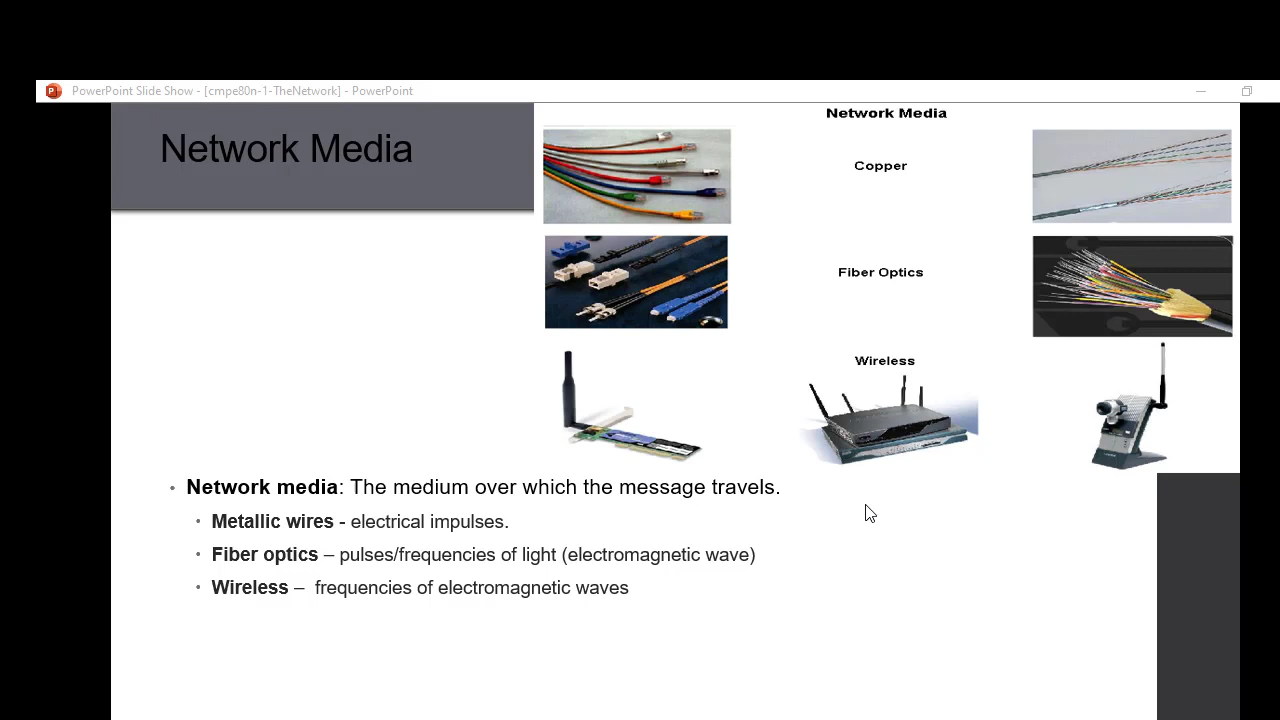 PowerPoint Slide Show - [cmpe80n-1-TheNetwork] - PowerPoint
Network Media
Network Media
Copper
Fiber Optics
Wireless
• Network media: The medium over which the message travels.
• Metallic wires - electrical impulses.
• Fiber optics – pulses/frequencies of light (electromagnetic wave)
• Wireless – frequencies of electromagnetic waves